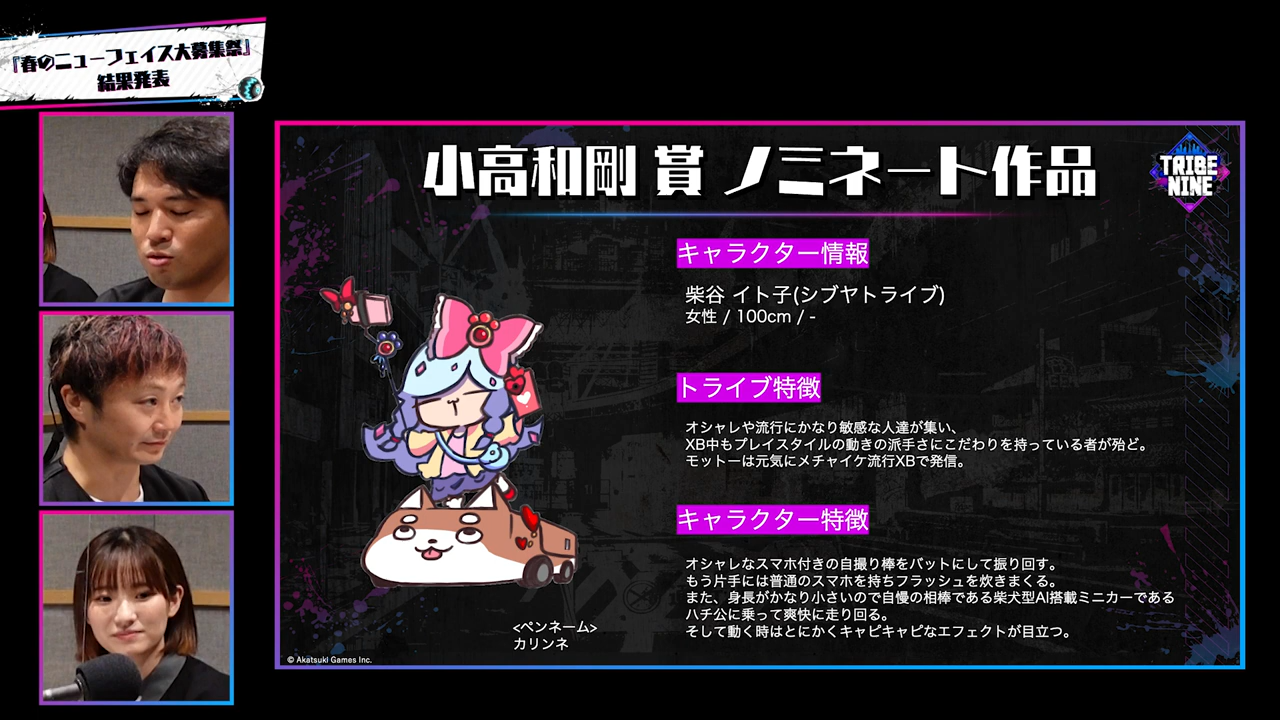 『春のニューフェイス大募集祭』
結果発表
小高和剛 賞 ノミネート作品
TRIBE
NINE
キャラクター情報
柴谷 イト子(シブヤトライブ)
女性 / 100cm / -
トライブ特徴
オシャレや流行にかなり敏感な人達が集い、
XB中もプレイスタイルの動きの派手さにこだわりを持っている者が殆ど。
モットーは元気にメチャイケ流行XBで発信。
キャラクター特徴
オシャレなスマホ付きの自撮り棒をバットにして振り回す。
もう片手には普通のスマホを持ちフラッシュを炊きまくる。
また、身長がかなり小さいので自慢の相棒である柴犬型AI搭載ミニカーである
ハチ公に乗って爽快に走り回る。
そして動く時はとにかくキャピキャピなエフェクトが目立つ。
<ペンネーム>
カリンネ
© Akatsuki Games Inc.